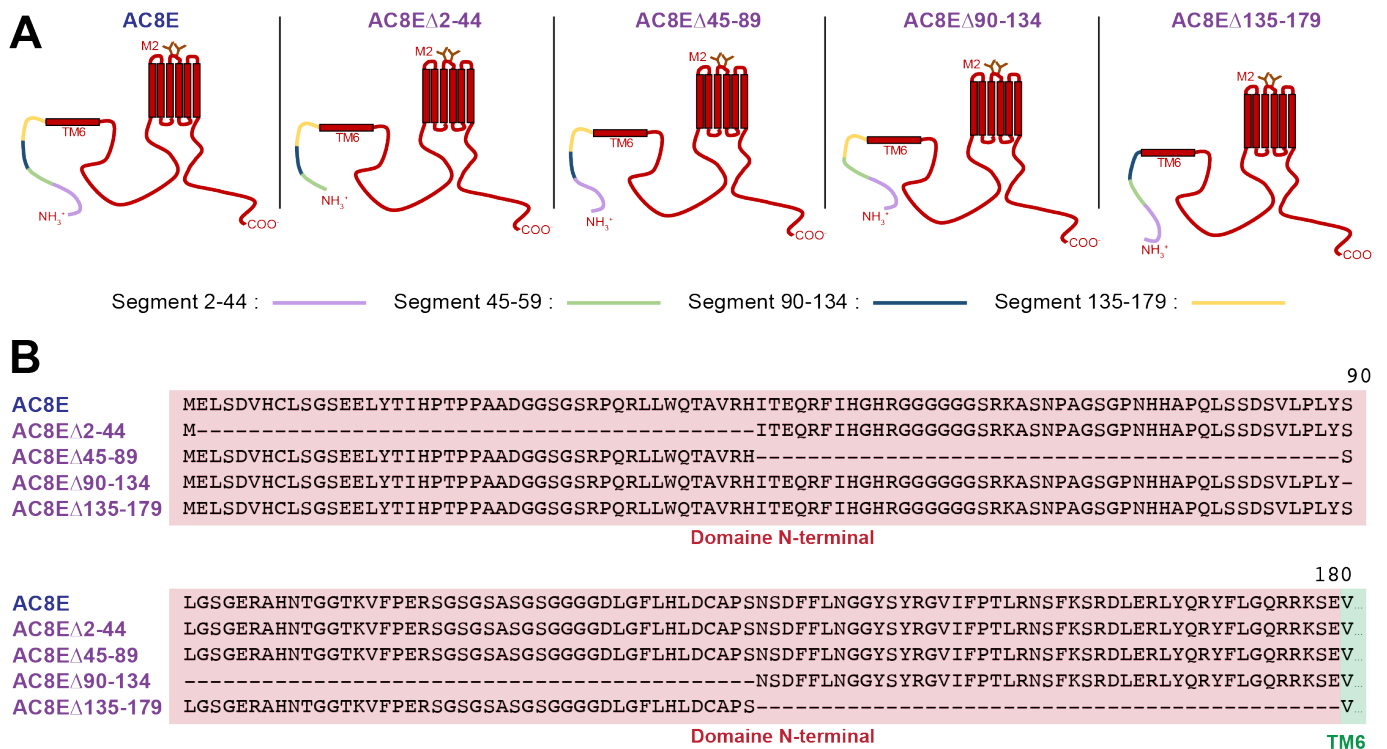 A
AC8E AC8EΔ2-44 AC8EΔ45-89 AC8EΔ90-134 AC8EΔ135-179
M2 M2 M2 M2 M2
TM6 TM6 TM6 TM6 TM6
NH3+ NH3+ NH3+ NH3+ NH3+
COO- COO- COO- COO- COO
Segment 2-44 : Segment 45-59 : Segment 90-134 : Segment 135-179 :
B
90
AC8E MELSDVHCLSGSEELYTIHPTPPAADGGSGSRPQRLLWQTAVRHITEQRFIHGHRGGGGGGSRKASNPAGSGPNHHAPQLSSDSVLPLYS
AC8EΔ2-44 M-------------------------------------------ITEQRFIHGHRGGGGGGSRKASNPAGSGPNHHAPQLSSDSVLPLYS
AC8EΔ45-89 MELSDVHCLSGSEELYTIHPTPPAADGGSGSRPQRLLWQTAVRH---------------------------------------------S
AC8EΔ90-134 MELSDVHCLSGSEELYTIHPTPPAADGGSGSRPQRLLWQTAVRHITEQRFIHGHRGGGGGGSRKASNPAGSGPNHHAPQLSSDSVLPLY-
AC8EΔ135-179 MELSDVHCLSGSEELYTIHPTPPAADGGSGSRPQRLLWQTAVRHITEQRFIHGHRGGGGGGSRKASNPAGSGPNHHAPQLSSDSVLPLYS
Domaine N-terminal
180
AC8E LGSGERAHNTGGTKVFPERSGSGSASGSGGGGDLGFLHLDCAPSNSDFFLNGGYSYRGVIFPTLRNSFKSRDLERLYQRYFLGQRRKSEV...
AC8EΔ2-44 LGSGERAHNTGGTKVFPERSGSGSASGSGGGGDLGFLHLDCAPSNSDFFLNGGYSYRGVIFPTLRNSFKSRDLERLYQRYFLGQRRKSEV...
AC8EΔ45-89 LGSGERAHNTGGTKVFPERSGSGSASGSGGGGDLGFLHLDCAPSNSDFFLNGGYSYRGVIFPTLRNSFKSRDLERLYQRYFLGQRRKSEV...
AC8EΔ90-134 --------------------------------------------NSDFFLNGGYSYRGVIFPTLRNSFKSRDLERLYQRYFLGQRRKSEV...
AC8EΔ135-179 LGSGERAHNTGGTKVFPERSGSGSASGSGGGGDLGFLHLDCAPS---------------------------------------------V...
Domaine N-terminal
TM6